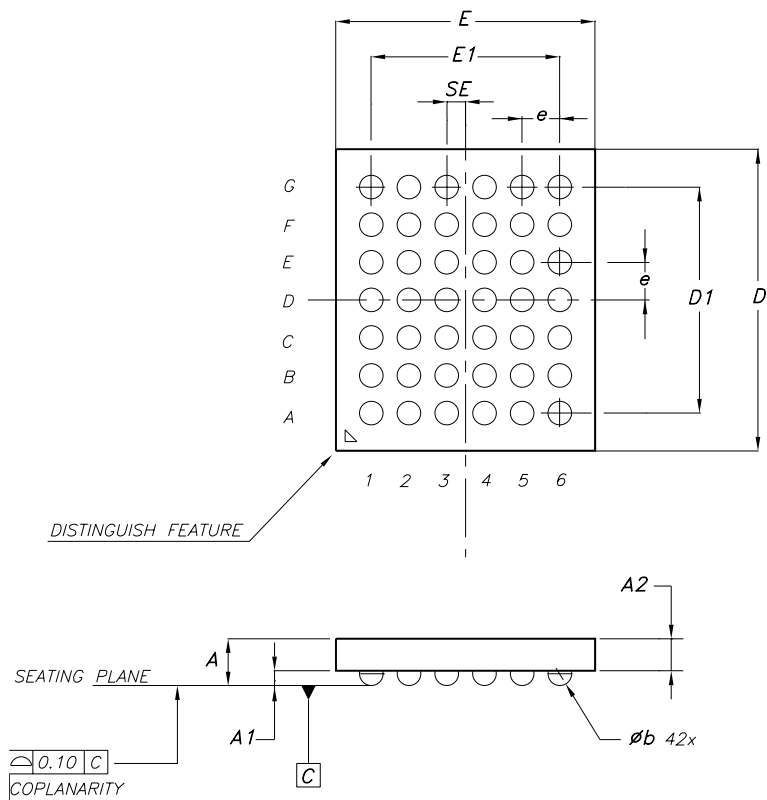 E
E1
SE
e
G
F
E
D
C
B
A
e
D1
D
1 2 3 4 5 6
DISTINGUISH FEATURE
A2
A
SEATING PLANE
A1
Øb 42x
C
⌓ 0.10 C
COPLANARITY